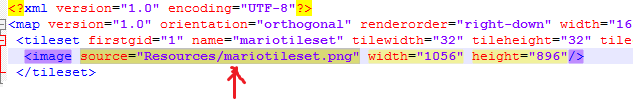 <?xml version="1.0" encoding="UTF-8"?>
<map version="1.0" orientation="orthogonal" renderorder="right-down" width="16
<tileset firstgid="1" name="mariotileset" tilewidth="32" tileheight="32" tile
<image source="Resources/mariotileset.png" width="1056" height="896"/>
</tileset>